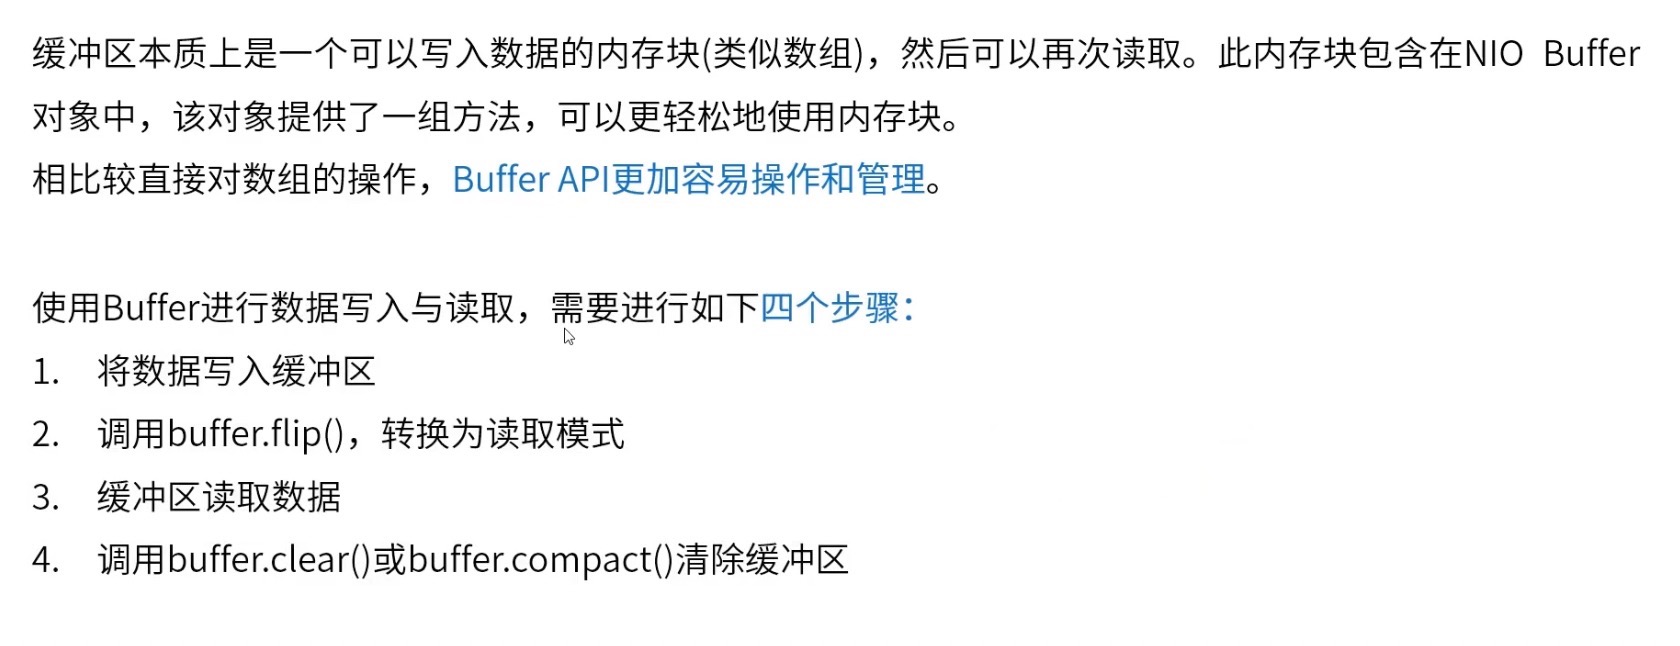 缓冲区本质上是一个可以写入数据的内存块(类似数组)，然后可以再次读取。此内存块包含在NIO Buffer
对象中，该对象提供了一组方法，可以更轻松地使用内存块。
相比较直接对数组的操作，Buffer API更加容易操作和管理。
使用Buffer进行数据写入与读取，需要进行如下四个步骤：
1. 将数据写入缓冲区
2. 调用buffer.flip()，转换为读取模式
3. 缓冲区读取数据
4. 调用buffer.clear()或buffer.compact()清除缓冲区